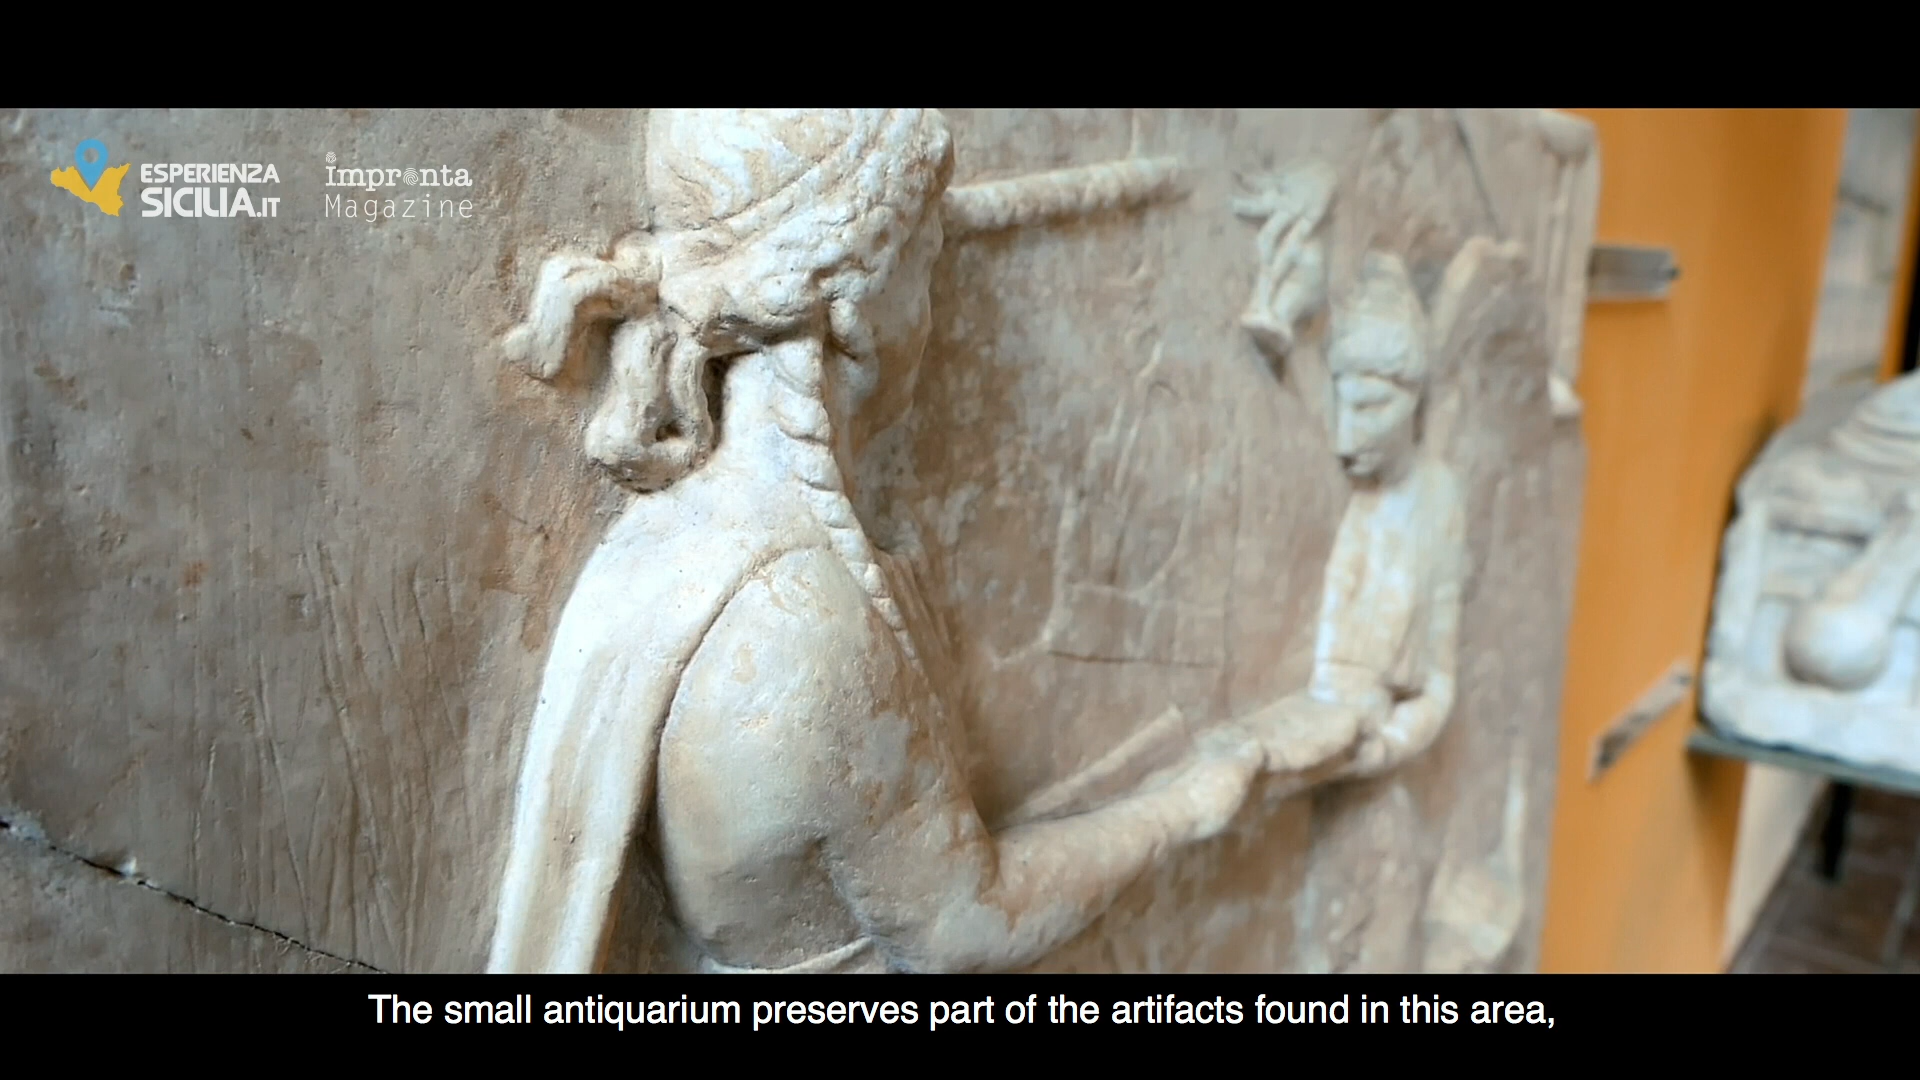 ESPERIENZA
SICILIA.IT
Impronta
Magazine
The small antiquarium preserves part of the artifacts found in this area,